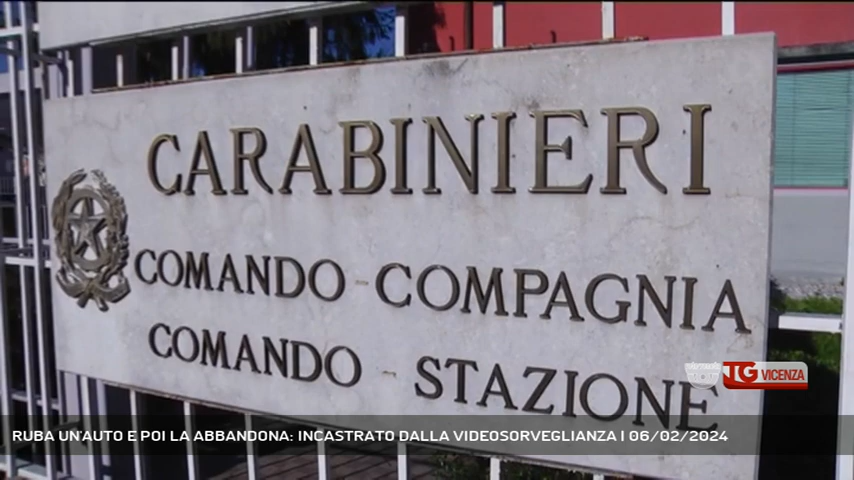 CARABINIERI
COMANDO - COMPAGNIA
COMANDO - STAZIONE
TG VICENZA
RUBA UN'AUTO E POI LA ABBANDONA: INCASTRATO DALLA VIDEOSORVEGLIANZA | 06/02/2024